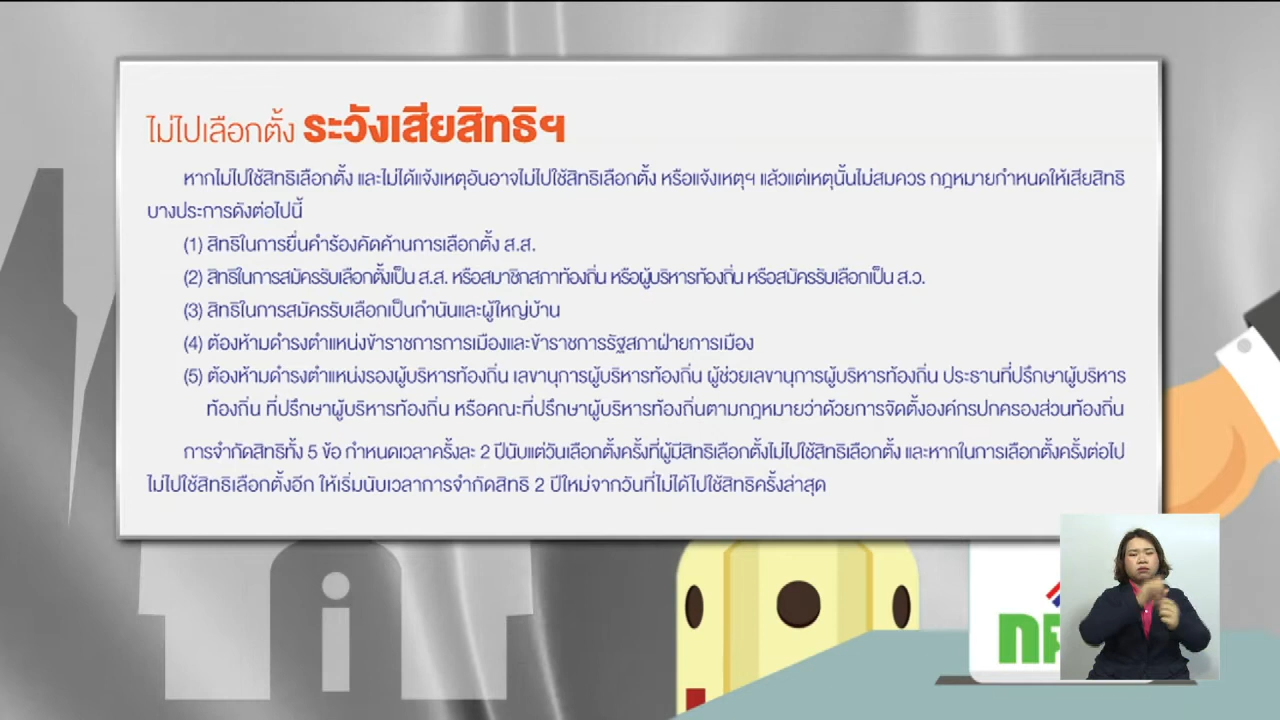 ไม่ไปเลือกตั้ง ระวังเสียสิทธิฯ
หากไม่ไปใช้สิทธิเลือกตั้ง และไม่ได้แจ้งเหตุอันอาจไม่ไปใช้สิทธิเลือกตั้ง หรือแจ้งเหตุฯ แล้วแต่เหตุนั้นไม่สมควร กฎหมายกำหนดให้เสียสิทธิ
บางประการดังต่อไปนี้
(1) สิทธิในการยื่นคำร้องคัดค้านการเลือกตั้ง ส.ส.
(2) สิทธิในการสมัครรับเลือกตั้งเป็น ส.ส. หรือสมาชิกสภาท้องถิ่น หรือผู้บริหารท้องถิ่น หรือสมัครรับเลือกเป็น ส.ว.
(3) สิทธิในการสมัครรับเลือกเป็นกำนันและผู้ใหญ่บ้าน
(4) ต้องห้ามดำรงตำแหน่งข้าราชการการเมืองและข้าราชการรัฐสภาฝ่ายการเมือง
(5) ต้องห้ามดำรงตำแหน่งรองผู้บริหารท้องถิ่น เลขานุการผู้บริหารท้องถิ่น ผู้ช่วยเลขานุการผู้บริหารท้องถิ่น ประธานที่ปรึกษาผู้บริหาร
ท้องถิ่น ที่ปรึกษาผู้บริหารท้องถิ่น หรือคณะที่ปรึกษาผู้บริหารท้องถิ่นตามกฎหมายว่าด้วยการจัดตั้งองค์กรปกครองส่วนท้องถิ่น
การจำกัดสิทธิทั้ง 5 ข้อ กำหนดเวลาครั้งละ 2 ปีนับแต่วันเลือกตั้งครั้งที่ผู้มีสิทธิเลือกตั้งไม่ไปใช้สิทธิเลือกตั้ง และหากในการเลือกตั้งครั้งต่อไป
ไม่ไปใช้สิทธิเลือกตั้งอีก ให้เริ่มนับเวลาการจำกัดสิทธิ 2 ปีใหม่จากวันที่ไม่ได้ไปใช้สิทธิครั้งล่าสุด